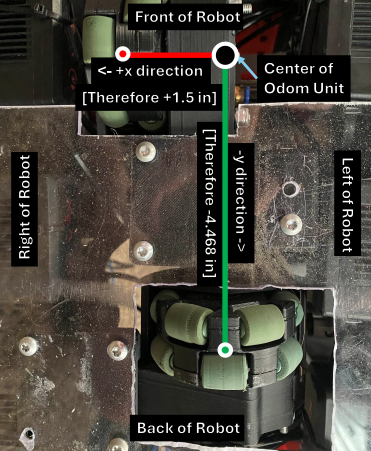 Front of Robot
<- +x direction
[Therefore +1.5 in]
Center of
Odom Unit
Right of Robot
[Therefore -4.468 in]
-y direction ->
Left of Robot
Back of Robot